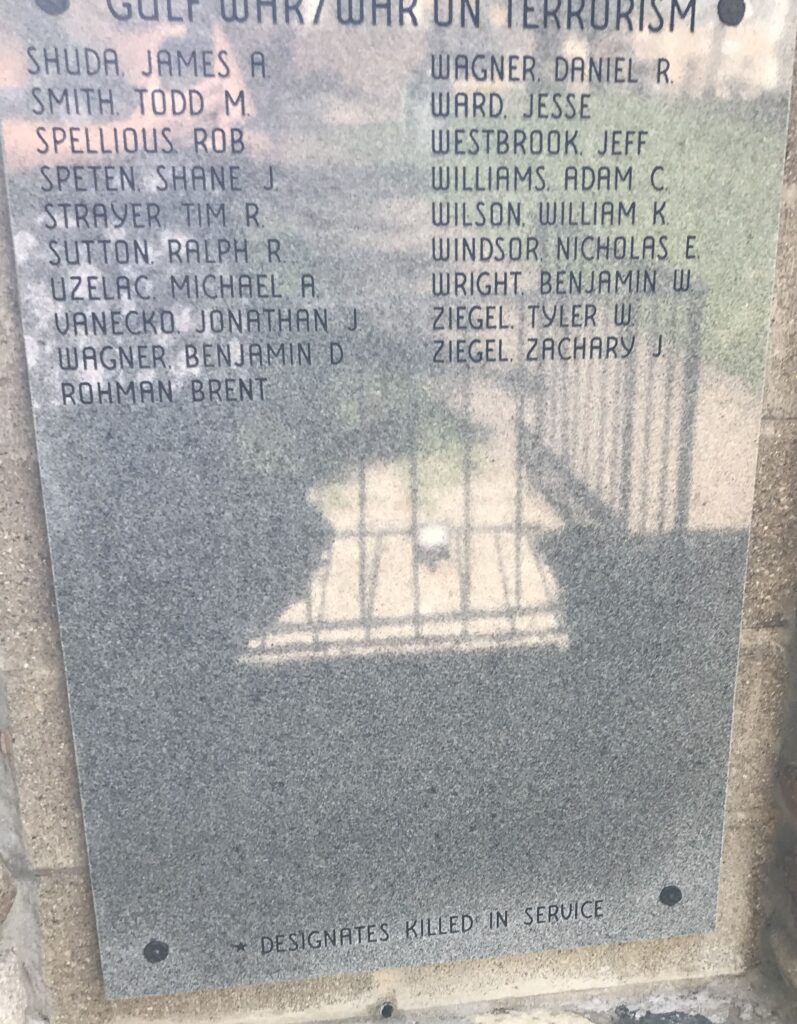 GULF WAR/WAR ON TERRORISM
SHUDA, JAMES A.
SMITH, TODD M.
SPELLIOUS, ROB
SPETEN, SHANE J.
STRAYER, TIM R.
SUTTON, RALPH R.
UZELAC, MICHAEL A.
VANECKO, JONATHAN J.
WAGNER, BENJAMIN D.
ROHMAN BRENT
WAGNER, DANIEL R.
WARD, JESSE
WESTBROOK, JEFF
WILLIAMS, ADAM C.
WILSON, WILLIAM K.
WINDSOR, NICHOLAS E.
WRIGHT, BENJAMIN W.
ZIEGEL, TYLER W.
ZIEGEL, ZACHARY J.
★ DESIGNATES KILLED IN SERVICE